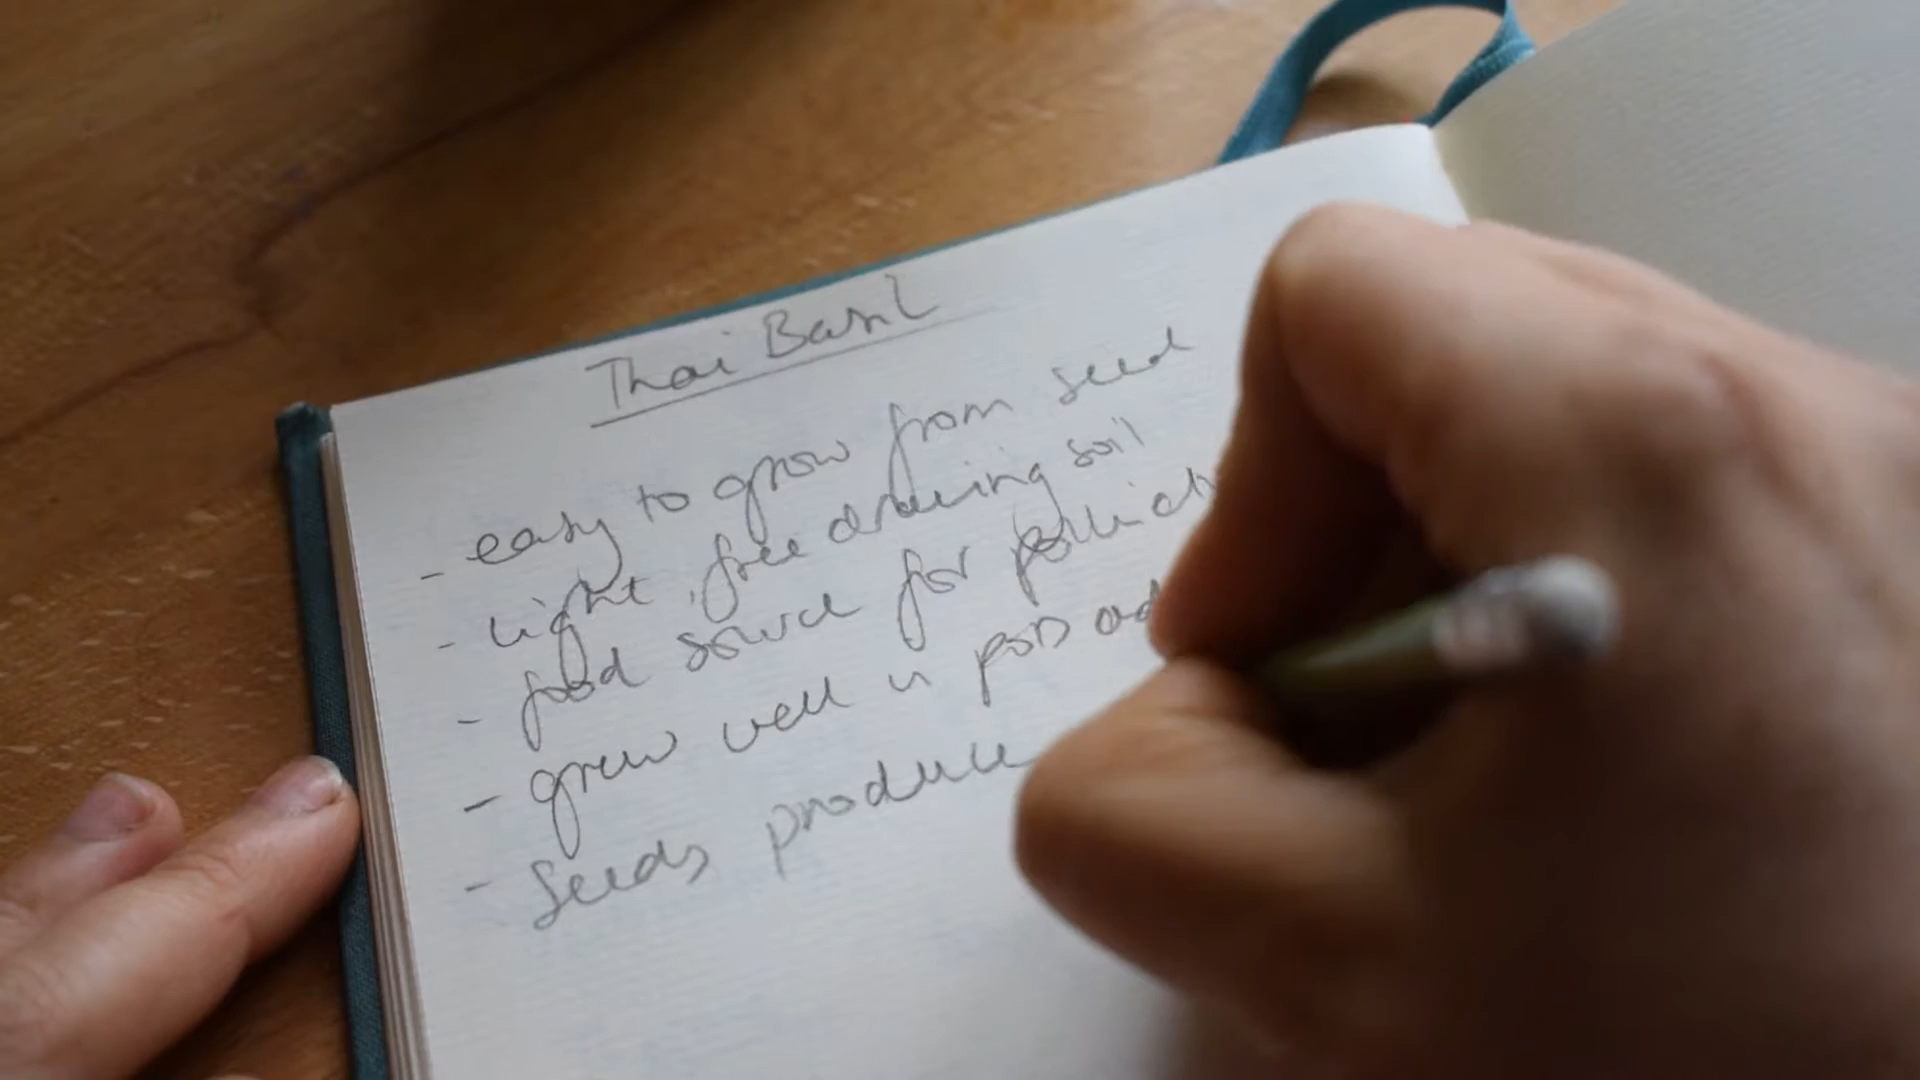 Thai Basil
- easy to grow from seed
- light, free draining soil
- food source for
- grow well in pots
- Seeds produce